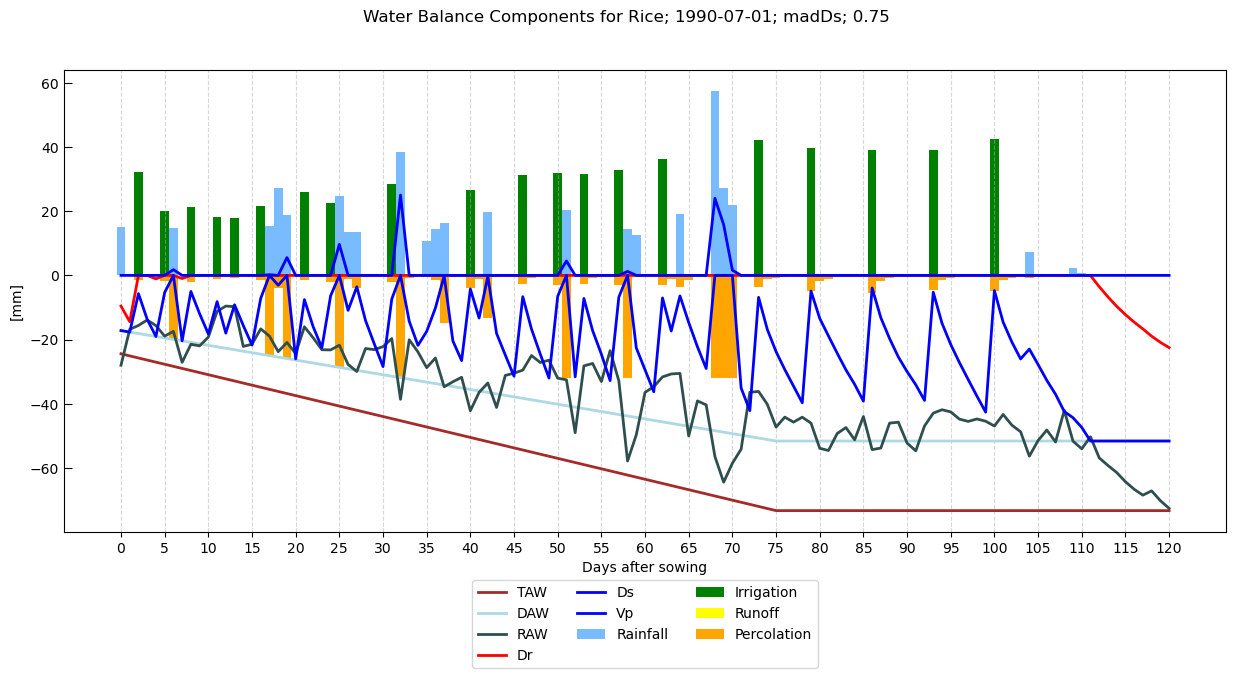 Water Balance Components for Rice; 1990-07-01; madDs; 0.75
60
40
20
0
−20
−40
−60
[mm]
0 5 10 15 20 25 30 35 40 45 50 55 60 65 70 75 80 85 90 95 100 105 110 115 120
Days after sowing
TAW Ds Irrigation
DAW Vp Runoff
RAW Rainfall Percolation
Dr